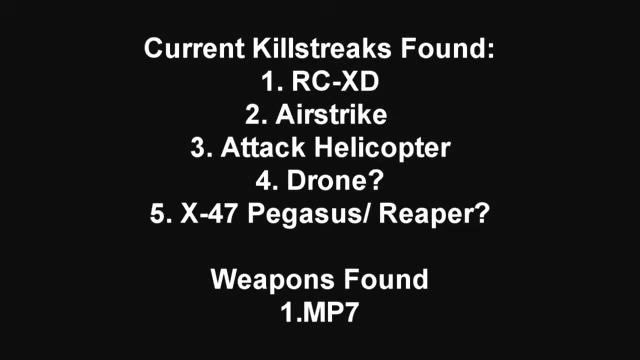 Current Killstreaks Found:
1. RC-XD
2. Airstrike
3. Attack Helicopter
4. Drone?
5. X-47 Pegasus/ Reaper?
Weapons Found
1.MP7